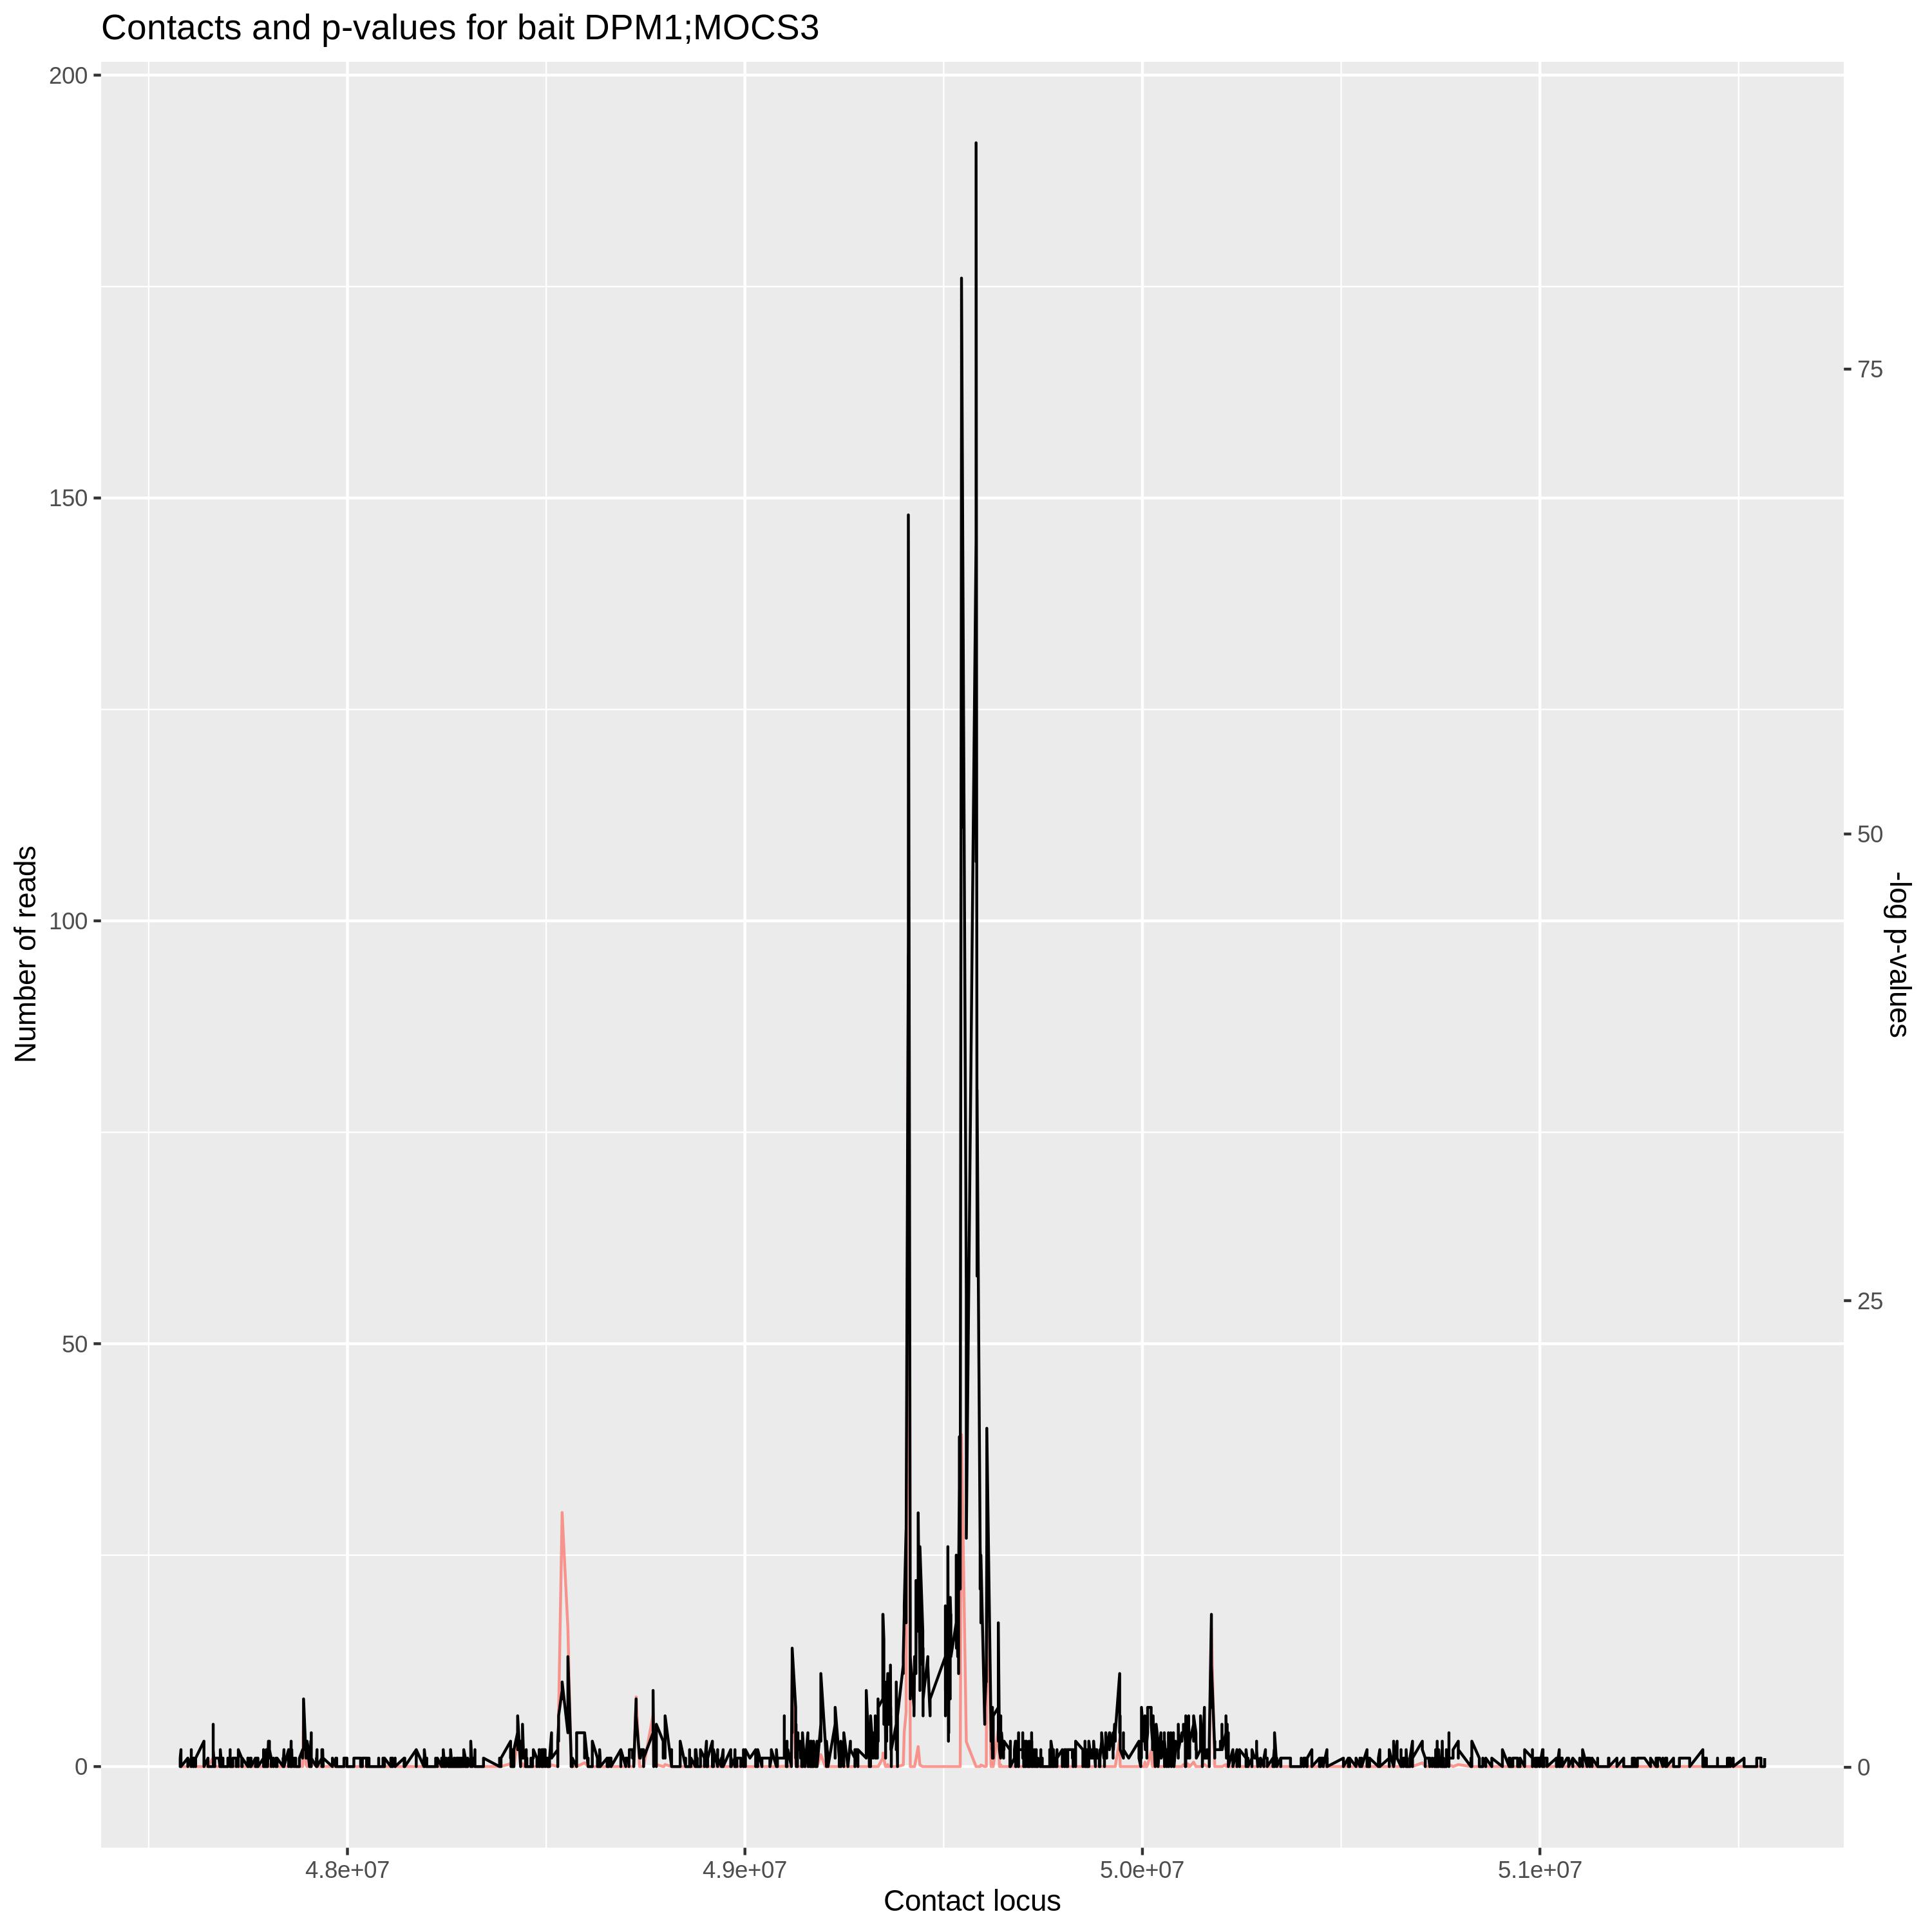 Contacts and p-values for bait DPM1;MOCS3
200
150
100
50
0
Number of reads
75
50
25
0
-log p-values
4.8e+07
4.9e+07
5.0e+07
5.1e+07
Contact locus